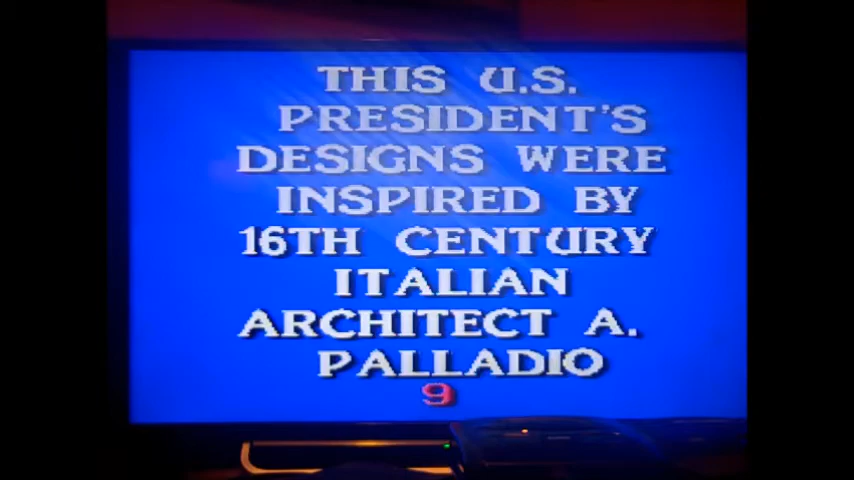 THIS U.S.
PRESIDENT'S
DESIGNS WERE
INSPIRED BY
16TH CENTURY
ITALIAN
ARCHITECT A.
PALLADIO
9